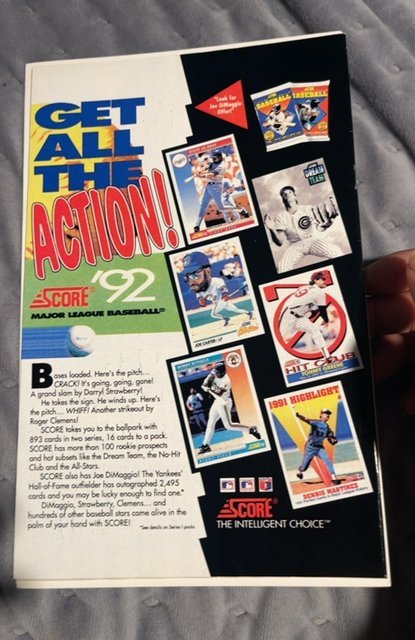 GET
ALL
THE
ACTION!
SCORE® '92
MAJOR LEAGUE BASEBALL®
Bases loaded. Here's the pitch...
CRACK! It's going, going, gone!
A grand slam by Darryl Strawberry!
He takes the sign. He winds up. Here's
the pitch... WHIFF! Another strikeout by
Roger Clemens!
SCORE takes you to the ballpark with
893 cards in two series, 16 cards to a pack.
SCORE has more than 100 rookie prospects
and hot subsets like the Dream Team, the No-Hit
Club and the All-Stars.
SCORE also has Joe DiMaggio! The Yankees'
Hall-of-Fame outfielder has autographed 2,495
cards and you may be lucky enough to find one.*
DiMaggio, Strawberry, Clemens... and
hundreds of other baseball stars come alive in the
palm of your hand with SCORE!
*See details on Series I packs
"Look for
Joe DiMaggio
Offer!"
BASEBALL
BASEBALL
DREAM
TEAM
JOE CARTER - LF
HIT CLUB
TOMMY GREENE
1991 HIGHLIGHT
DENNIS MARTINEZ
SCORE®
THE INTELLIGENT CHOICE™